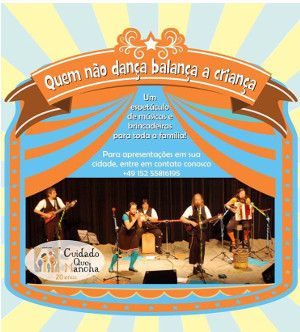 Quem não dança balança a criança
Um
espetáculo
de músicas e
brincadeiras
para toda a família!
Para apresentações em sua
cidade, entre em contato conosco
+49 152 55816195
Cuidado
Que
Mancha
20 anos